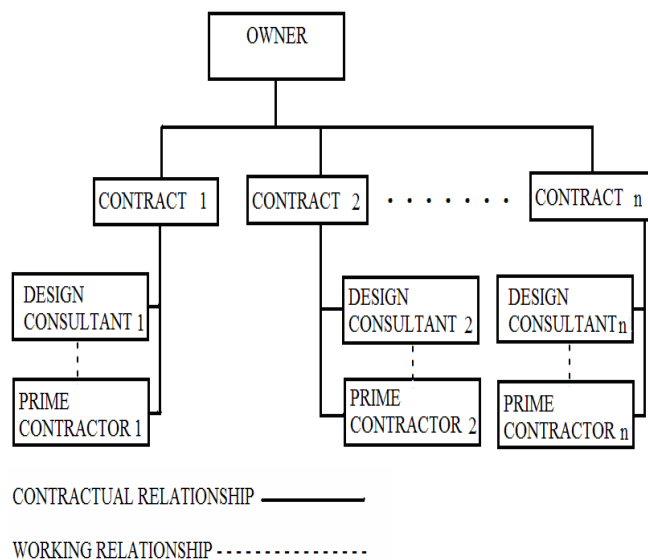 OWNER
CONTRACT 1
CONTRACT 2
. . . . . . .
CONTRACT n
DESIGN
CONSULTANT 1
DESIGN
CONSULTANT 2
DESIGN
CONSULTANT n
PRIME
CONTRACTOR 1
PRIME
CONTRACTOR 2
PRIME
CONTRACTOR n
CONTRACTUAL RELATIONSHIP
WORKING RELATIONSHIP